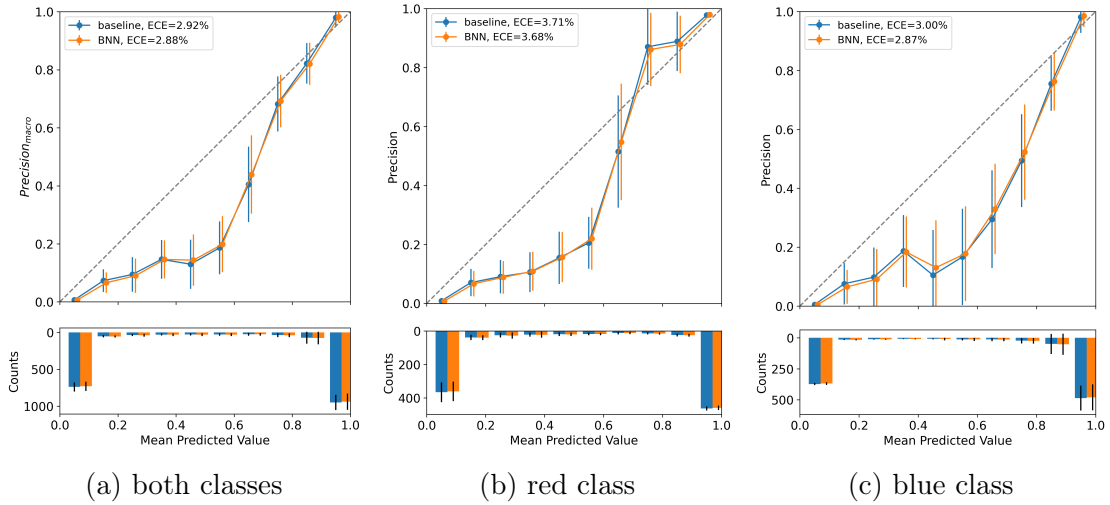 baseline, ECE=2.92%
BNN, ECE=2.88%
Precision_macro
1.0
0.8
0.6
0.4
0.2
0.0
Counts
0
500
1000
0.0 0.2 0.4 0.6 0.8 1.0
Mean Predicted Value
(a) both classes
baseline, ECE=3.71%
BNN, ECE=3.68%
Precision
1.0
0.8
0.6
0.4
0.2
0.0
Counts
0
200
400
0.0 0.2 0.4 0.6 0.8 1.0
Mean Predicted Value
(b) red class
baseline, ECE=3.00%
BNN, ECE=2.87%
Precision
1.0
0.8
0.6
0.4
0.2
0.0
Counts
0
250
500
0.0 0.2 0.4 0.6 0.8 1.0
Mean Predicted Value
(c) blue class